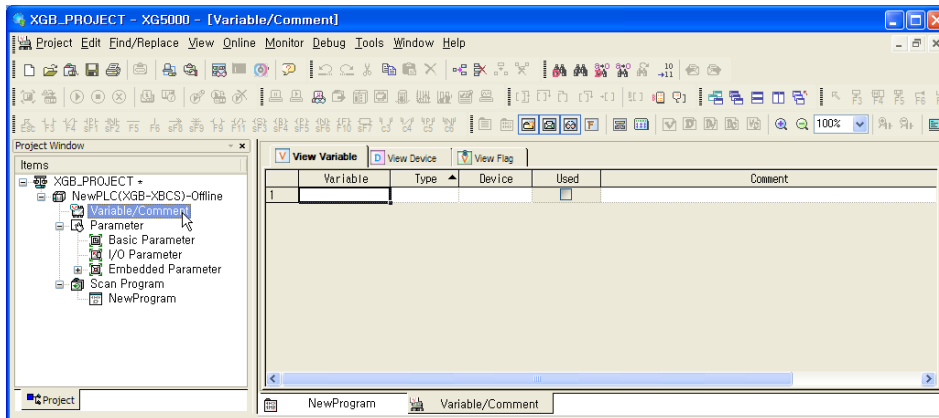 XGB_PROJECT - XG5000 - [Variable/Comment]
Project Edit Find/Replace View Online Monitor Debug Tools Window Help
100%
Project Window
Items
XGB_PROJECT *
NewPLC(XGB-XBCS)-Offline
Variable/Comment
Parameter
Basic Parameter
I/O Parameter
Embedded Parameter
Scan Program
NewProgram
Project
V View Variable D View Device View Flag
Variable Type Device Used Comment
1
NewProgram Variable/Comment